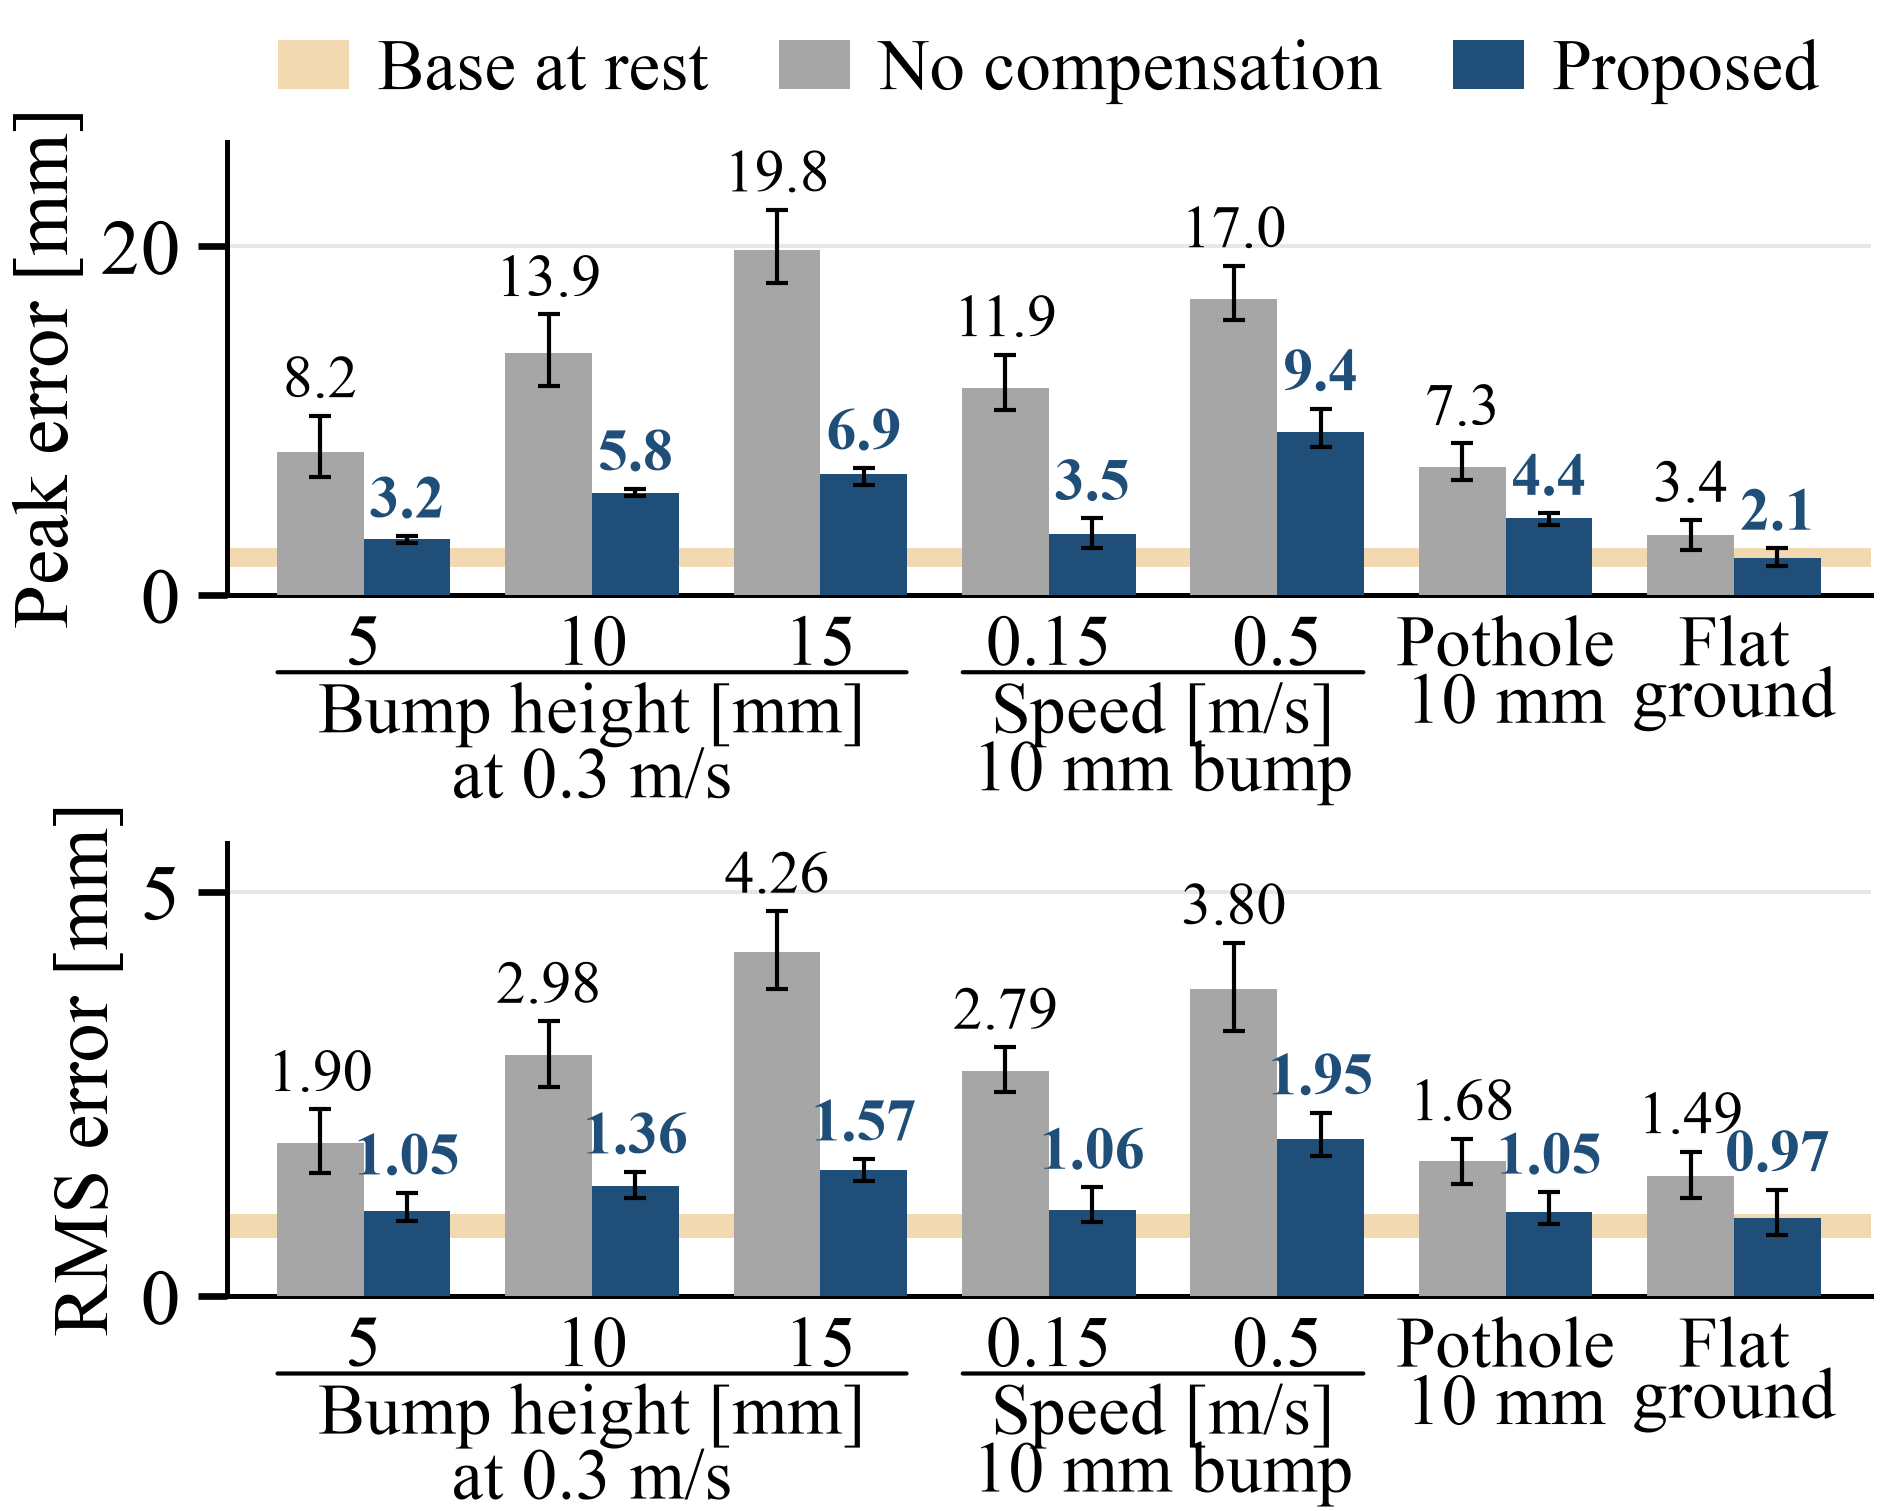 Base at rest No compensation Proposed
Peak error [mm]
20
0
8.2 3.2 13.9 5.8 19.8 6.9 11.9 3.5 17.0 9.4 7.3 4.4 3.4 2.1
5 10 15 0.15 0.5 Pothole Flat
Bump height [mm] Speed [m/s] 10 mm ground
at 0.3 m/s 10 mm bump
RMS error [mm]
5
0
1.90 1.05 2.98 1.36 4.26 1.57 2.79 1.06 3.80 1.95 1.68 1.05 1.49 0.97
5 10 15 0.15 0.5 Pothole Flat
Bump height [mm] Speed [m/s] 10 mm ground
at 0.3 m/s 10 mm bump